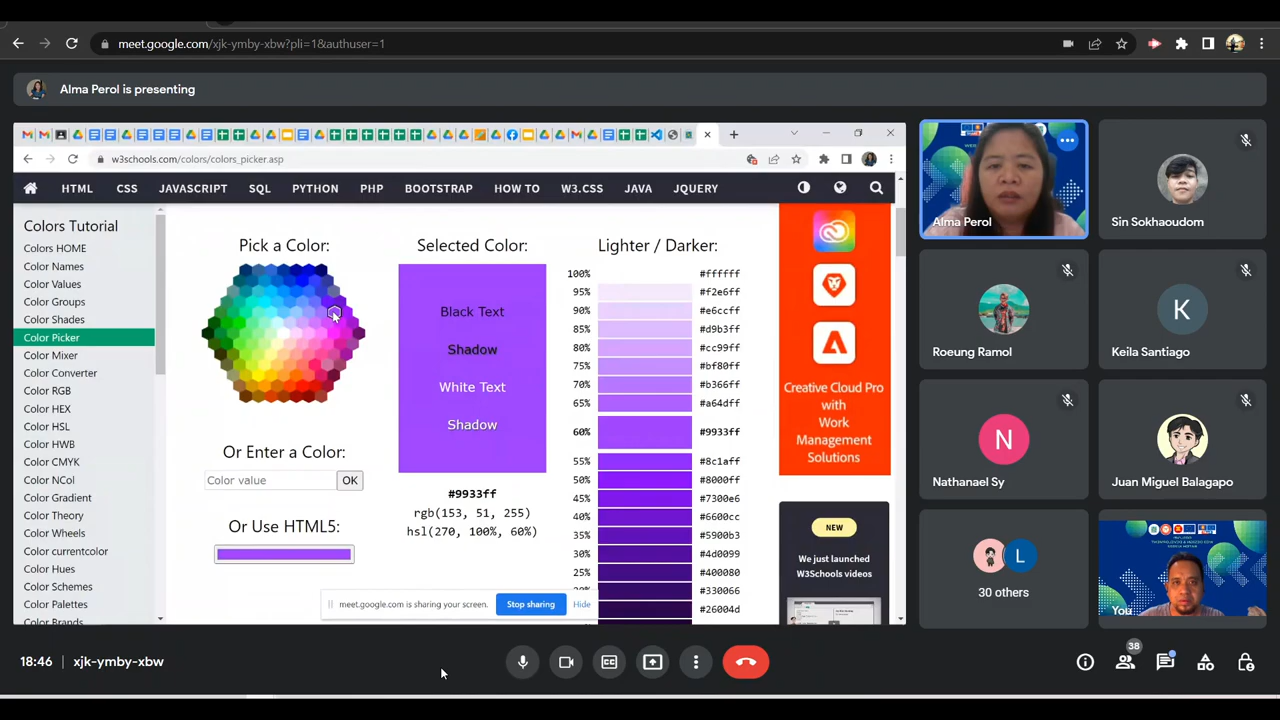 meet.google.com/xjk-ymby-xbw?pli=1&authuser=1
Alma Perol is presenting
w3schools.com/colors/colors_picker.asp
HTML CSS JAVASCRIPT SQL PYTHON PHP BOOTSTRAP HOW TO W3.CSS JAVA JQUERY
Colors Tutorial
Colors HOME
Color Names
Color Values
Color Groups
Color Shades
Color Picker
Color Mixer
Color Converter
Color RGB
Color HEX
Color HSL
Color HWB
Color CMYK
Color NCol
Color Gradient
Color Theory
Color Wheels
Color currentcolor
Color Hues
Color Schemes
Color Palettes
Color Brands
Pick a Color:
Or Enter a Color:
Color value OK
Or Use HTML5:
Selected Color:
Black Text
Shadow
White Text
Shadow
#9933ff
rgb(153, 51, 255)
hsl(270, 100%, 60%)
Lighter / Darker:
100% #ffffff
95% #f2e6ff
90% #e6ccff
85% #d9b3ff
80% #cc99ff
75% #bf80ff
70% #b366ff
65% #a64dff
60% #9933ff
55% #8c1aff
50% #8000ff
45% #7300e6
40% #6600cc
35% #5900b3
30% #4d0099
25% #400080
#330066
#26004d
Creative Cloud Pro
with
Work
Management
Solutions
NEW
We just launched
W3Schools videos
meet.google.com is sharing your screen. Stop sharing Hide
Alma Perol
Sin Sokhaoudom
Roeung Ramol
Keila Santiago
N
K
Nathanael Sy
Juan Miguel Balagapo
L
30 others
You
18:46 xjk-ymby-xbw
38